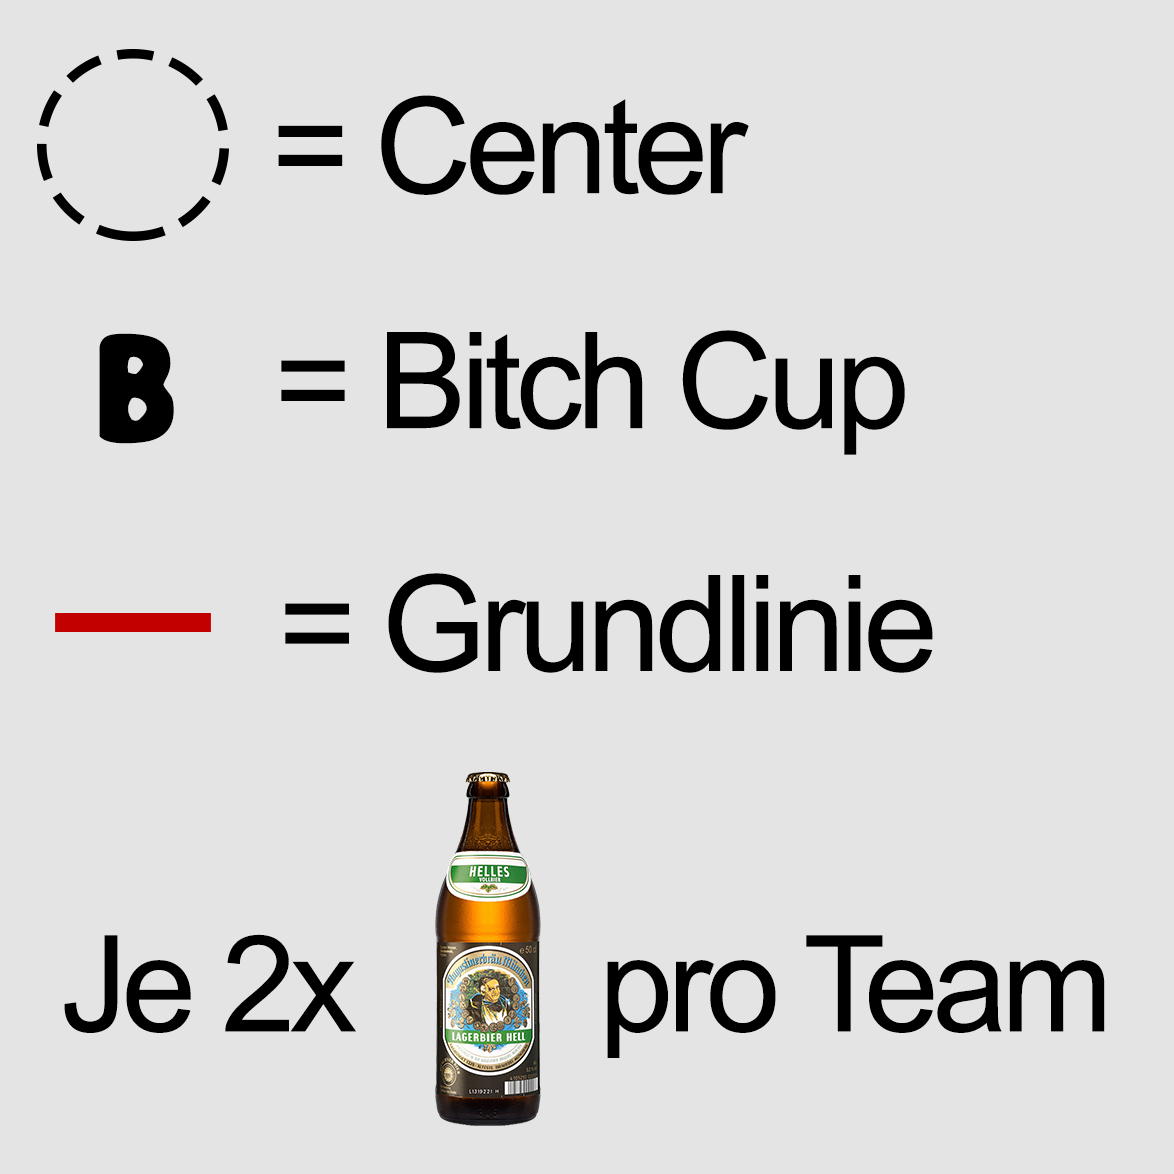 = Center
B = Bitch Cup
= Grundlinie
HELLES
VOLLBIER
Je 2x pro Team
Augustinerbräu München
LAGERBIER HELL